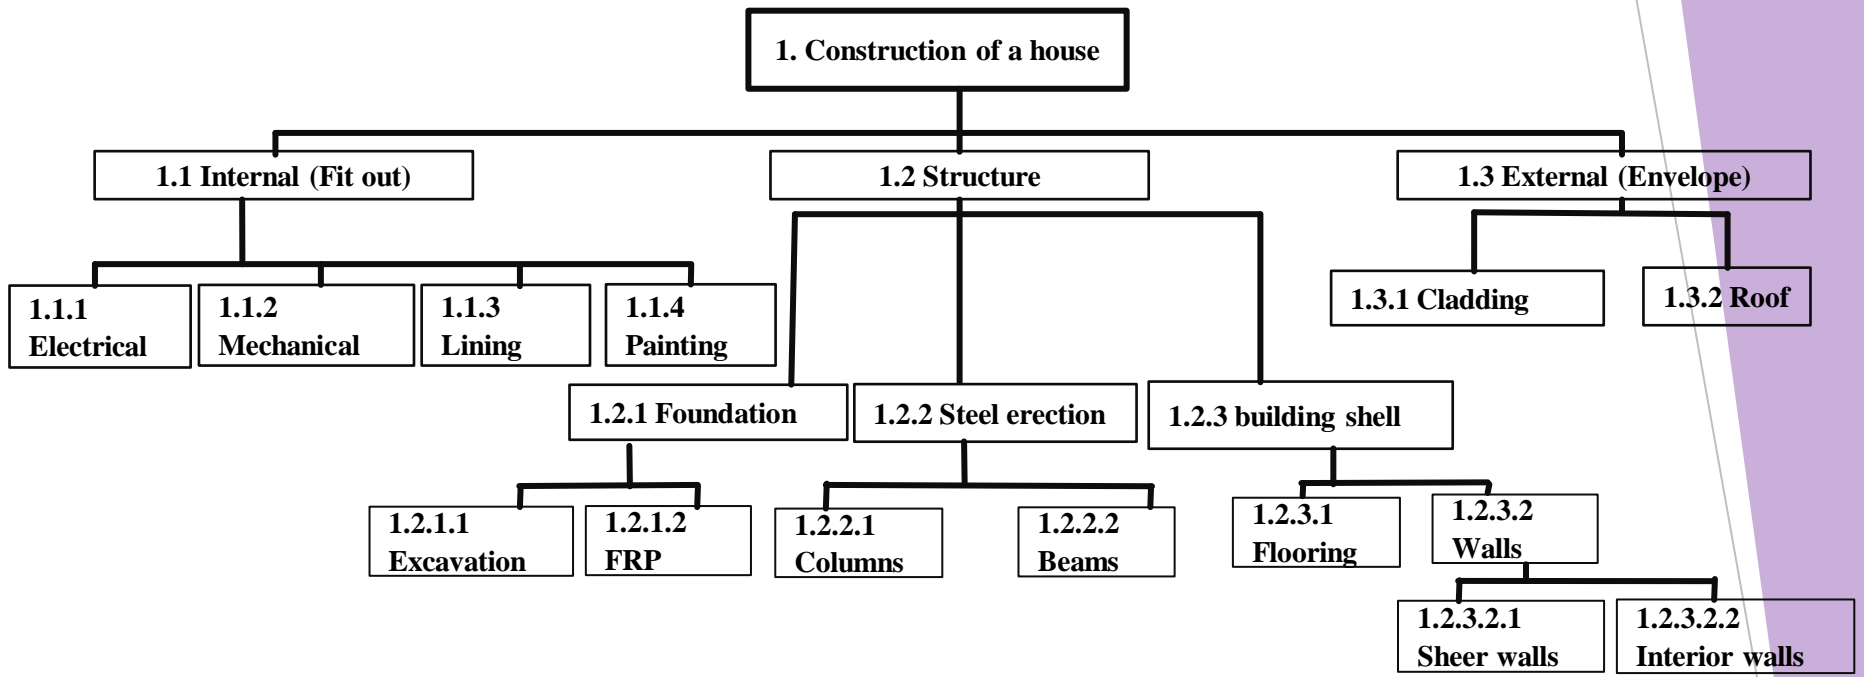 1. Construction of a house
1.1 Internal (Fit out)
1.2 Structure
1.3 External (Envelope)
1.1.1
Electrical
1.1.2
Mechanical
1.1.3
Lining
1.1.4
Painting
1.3.1 Cladding
1.3.2 Roof
1.2.1 Foundation
1.2.2 Steel erection
1.2.3 building shell
1.2.1.1
Excavation
1.2.1.2
FRP
1.2.2.1
Columns
1.2.2.2
Beams
1.2.3.1
Flooring
1.2.3.2
Walls
1.2.3.2.1
Sheer walls
1.2.3.2.2
Interior walls